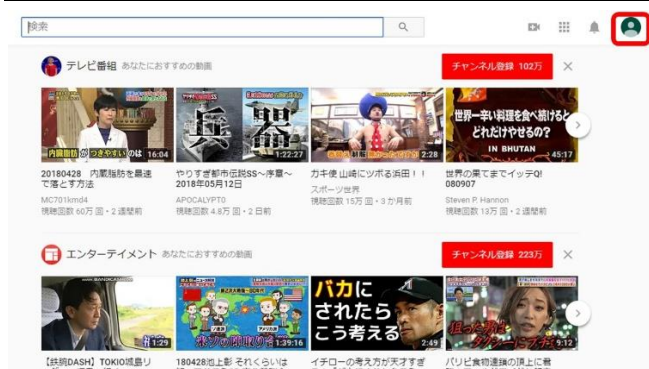 検索
テレビ番組 あなたにおすすめの動画
チャンネル登録 102万
内臓脂肪が つきやすい のは
16:04
兵器
1:22:27
2:28
世界一辛い料理を食べ続けると
どれだけやせるの?
IN BHUTAN
45:17
20180428 内臓脂肪を最速
で落とす方法
MC701kmd4
視聴回数 60万 回・2 週間前
やりすぎ都市伝説SS~序章~
2018年05月12日
APOCALYPT0
視聴回数 4.8万 回・2 日前
ガキ使 山崎にツボる浜田!!
スポーツ世界
視聴回数 15万 回・3 か月前
世界の果てまでイッテQ!
080907
Steven P. Hannon
視聴回数 13万 回・2 週間前
エンターテイメント あなたにおすすめの動画
チャンネル登録 223万
1:29
1:39:16
バカに
されたら
こう考える
2:49
9:12
【鉄腕DASH】TOKIO城島リ
180428池上彰 それくらいは
イチローの考え方が天才すぎ
パリピ食物連鎖の頂上に君